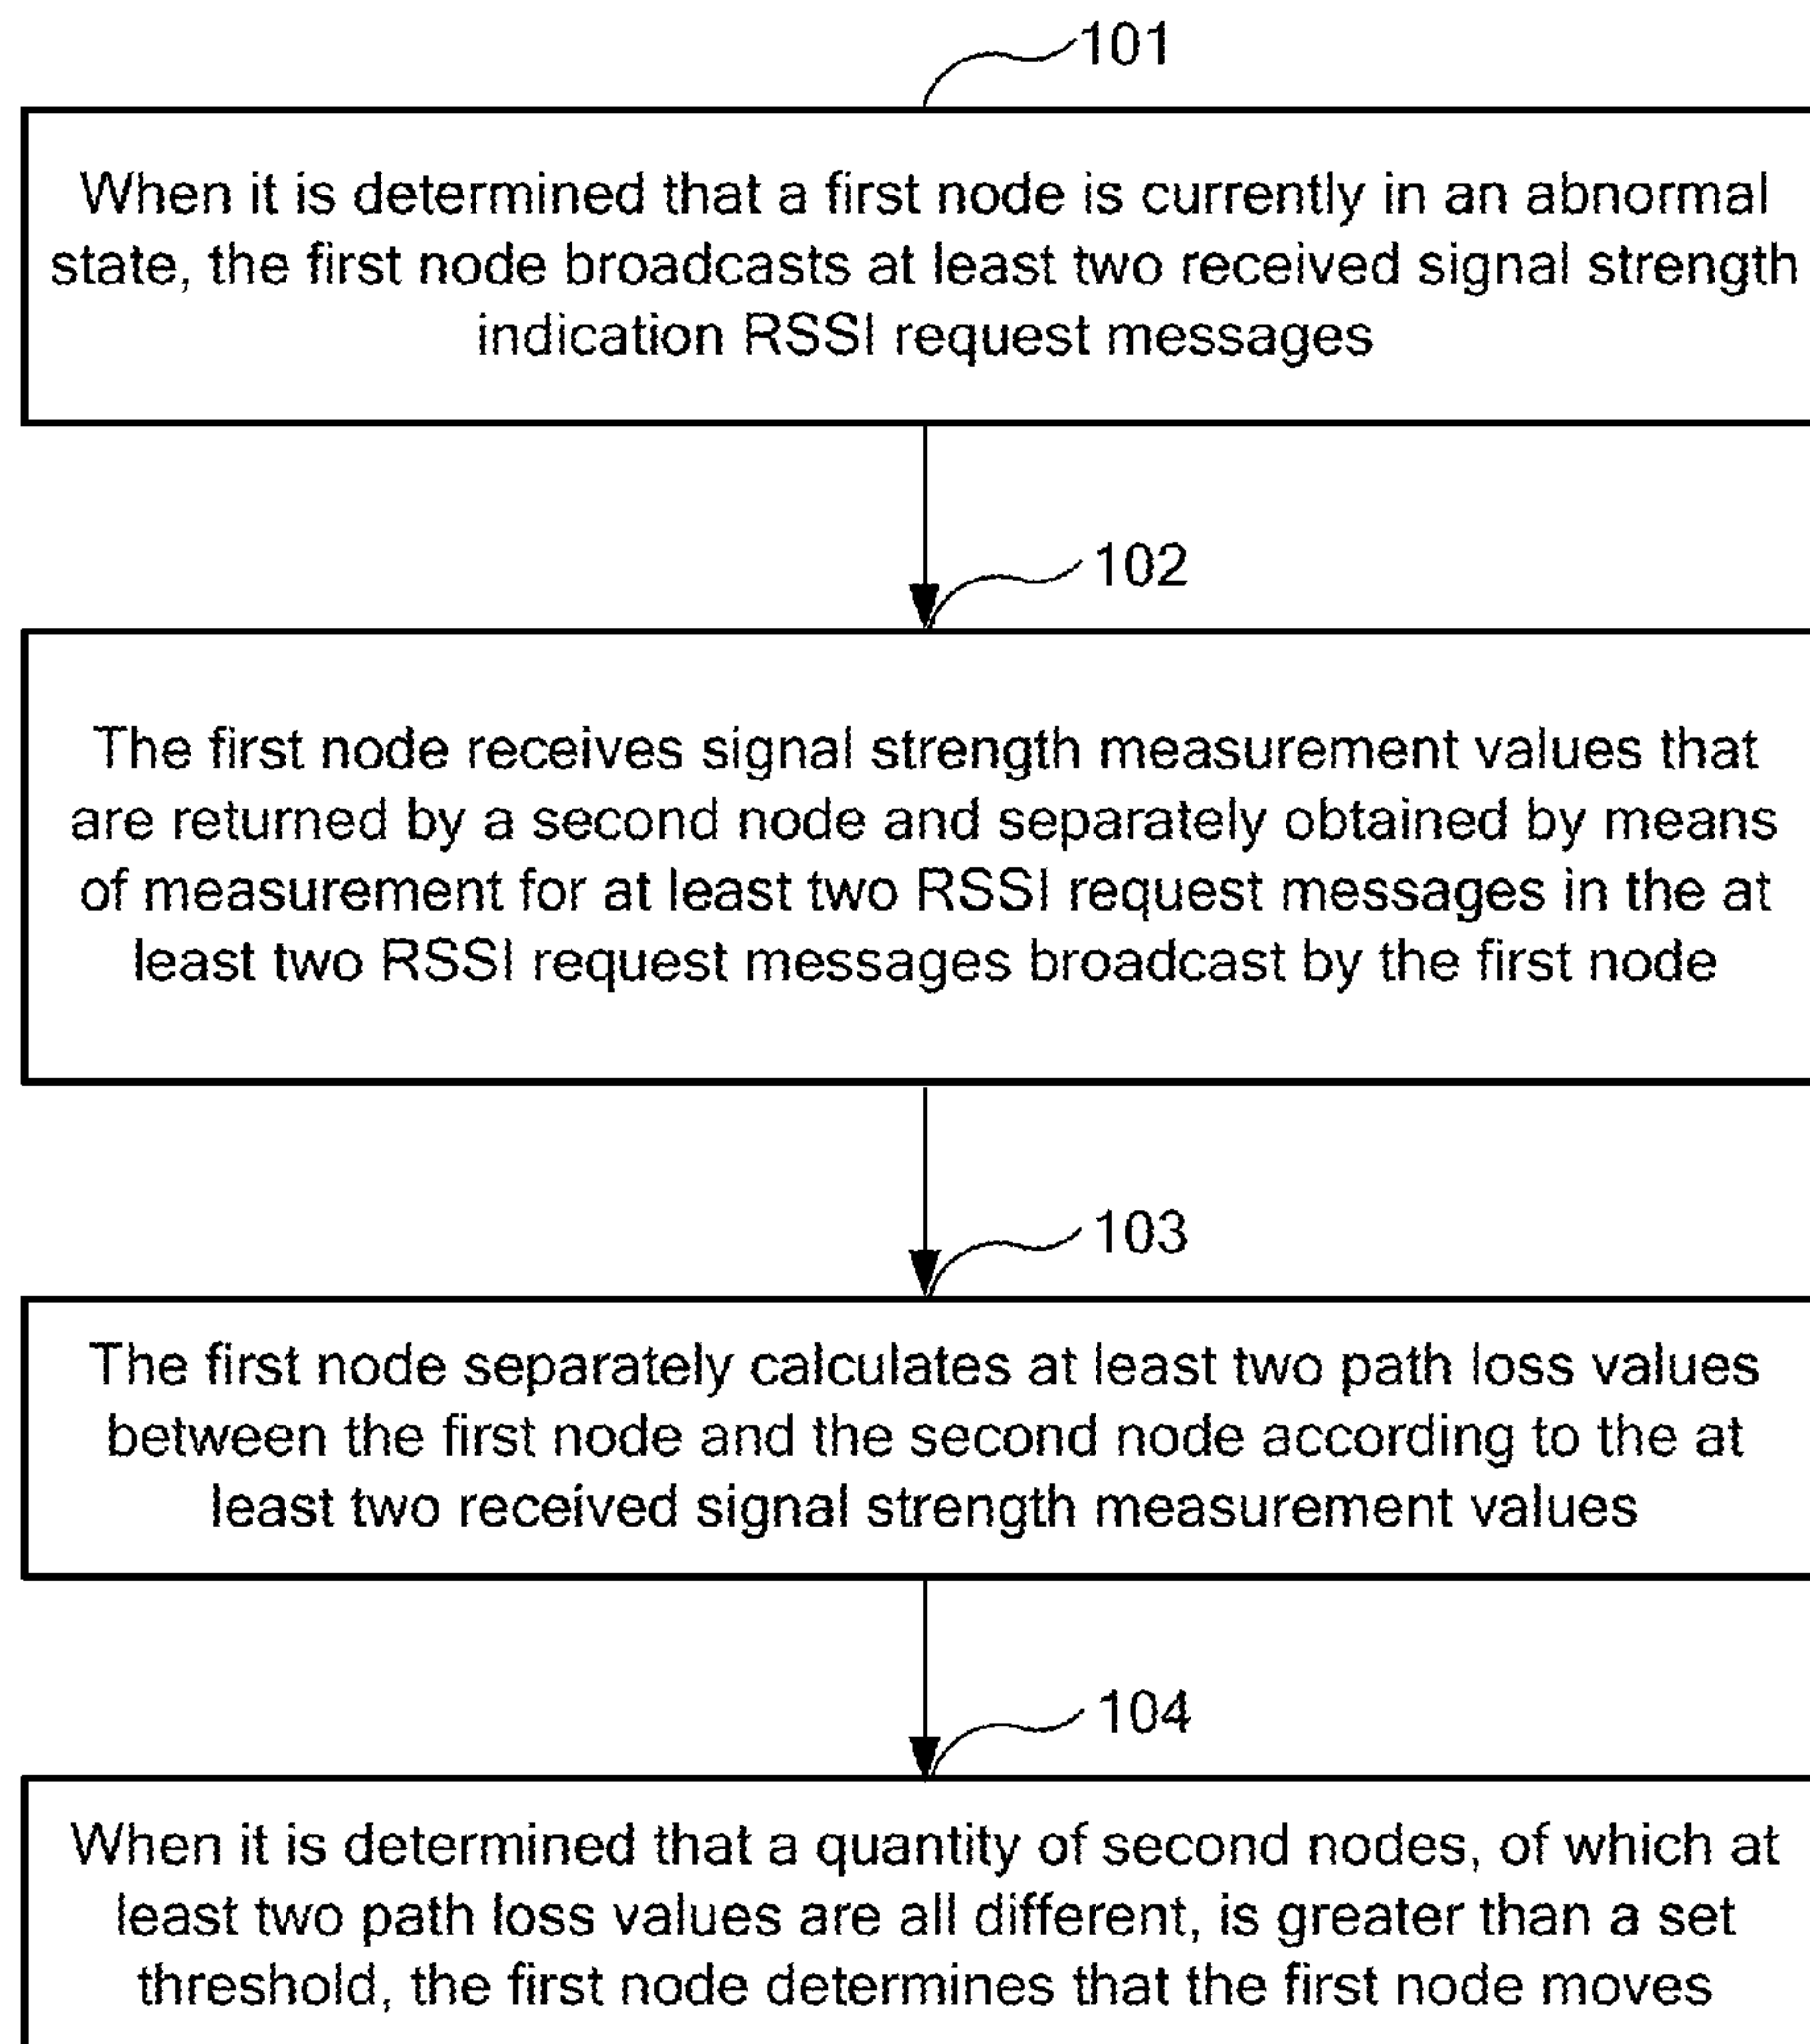 101
When it is determined that a first node is currently in an abnormal
state, the first node broadcasts at least two received signal strength
indication RSSI request messages
102
The first node receives signal strength measurement values that
are returned by a second node and separately obtained by means
of measurement for at least two RSSI request messages in the at
least two RSSI request messages broadcast by the first node
103
The first node separately calculates at least two path loss values
between the first node and the second node according to the at
least two received signal strength measurement values
104
When it is determined that a quantity of second nodes, of which at
least two path loss values are all different, is greater than a set
threshold, the first node determines that the first node moves